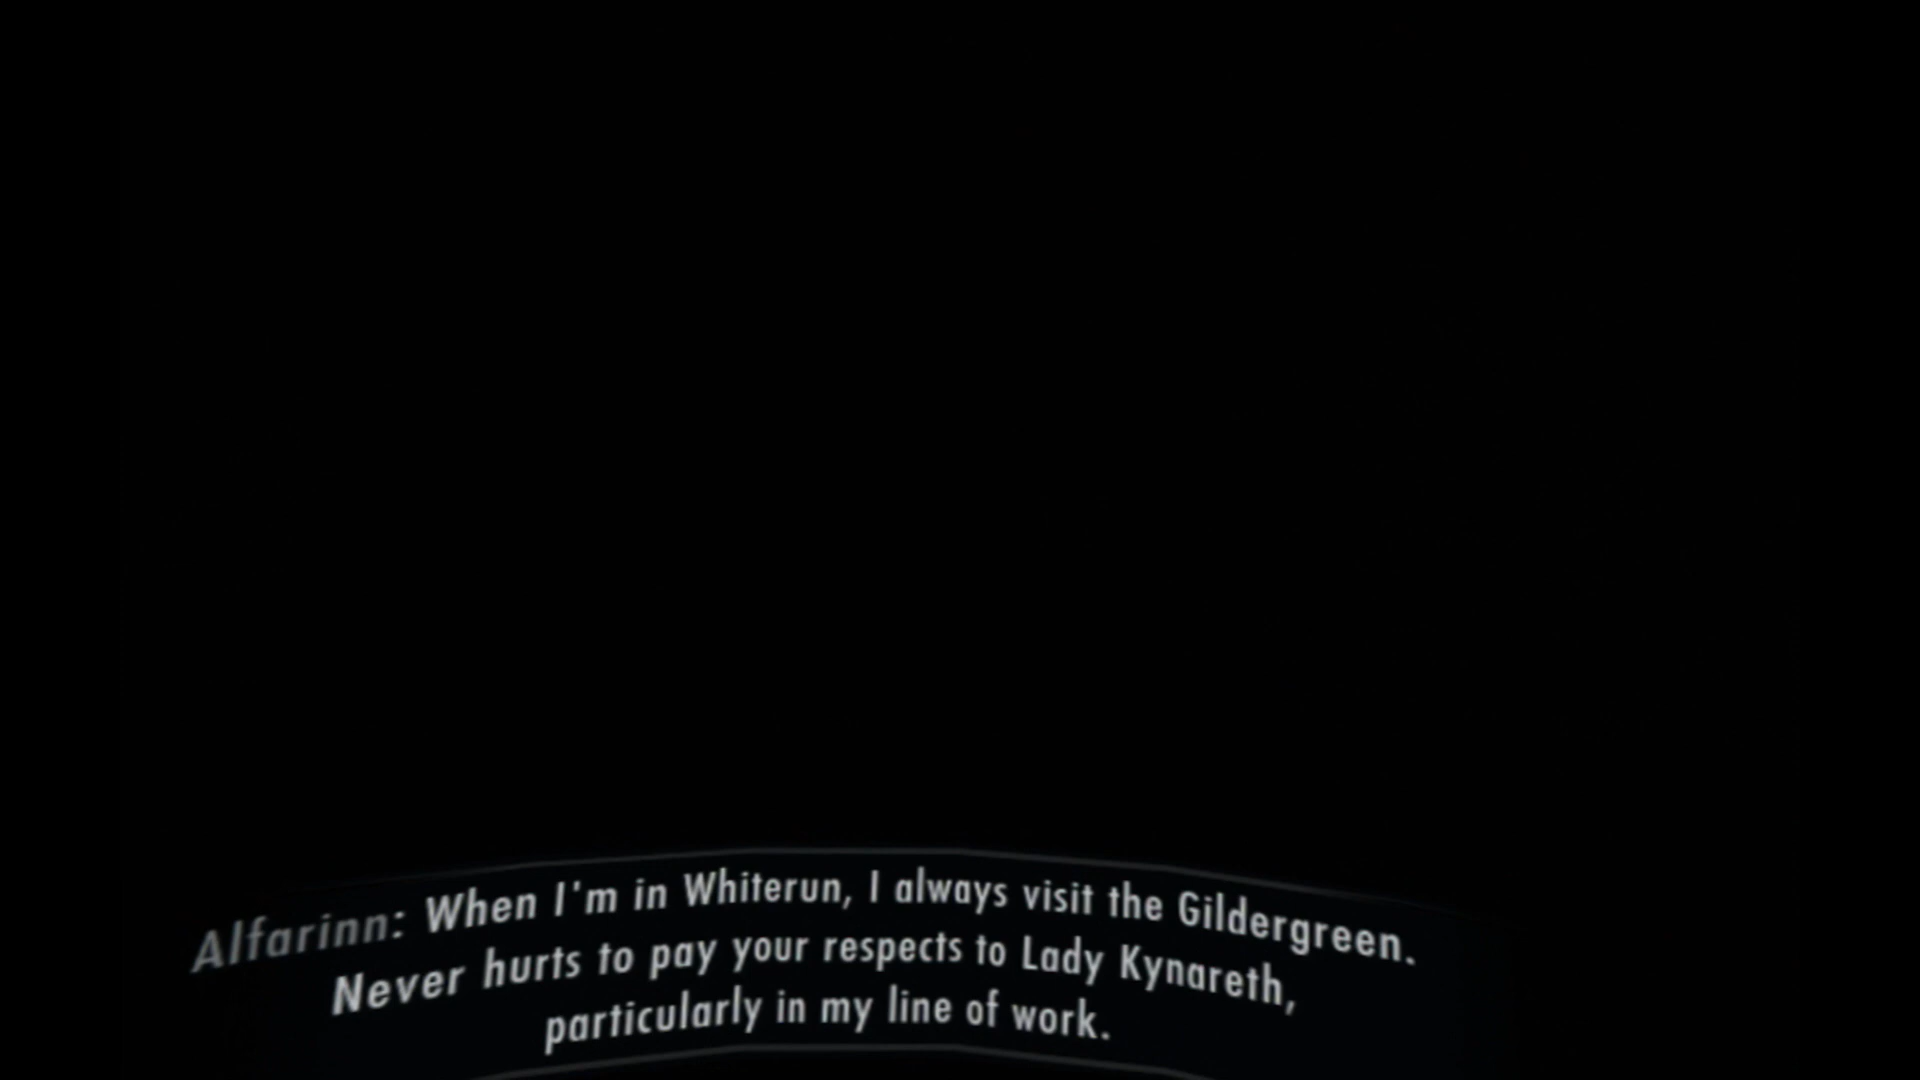 Alfarinn: When I'm in Whiterun, I always visit the Gildergreen.
Never hurts to pay your respects to Lady Kynareth,
particularly in my line of work.